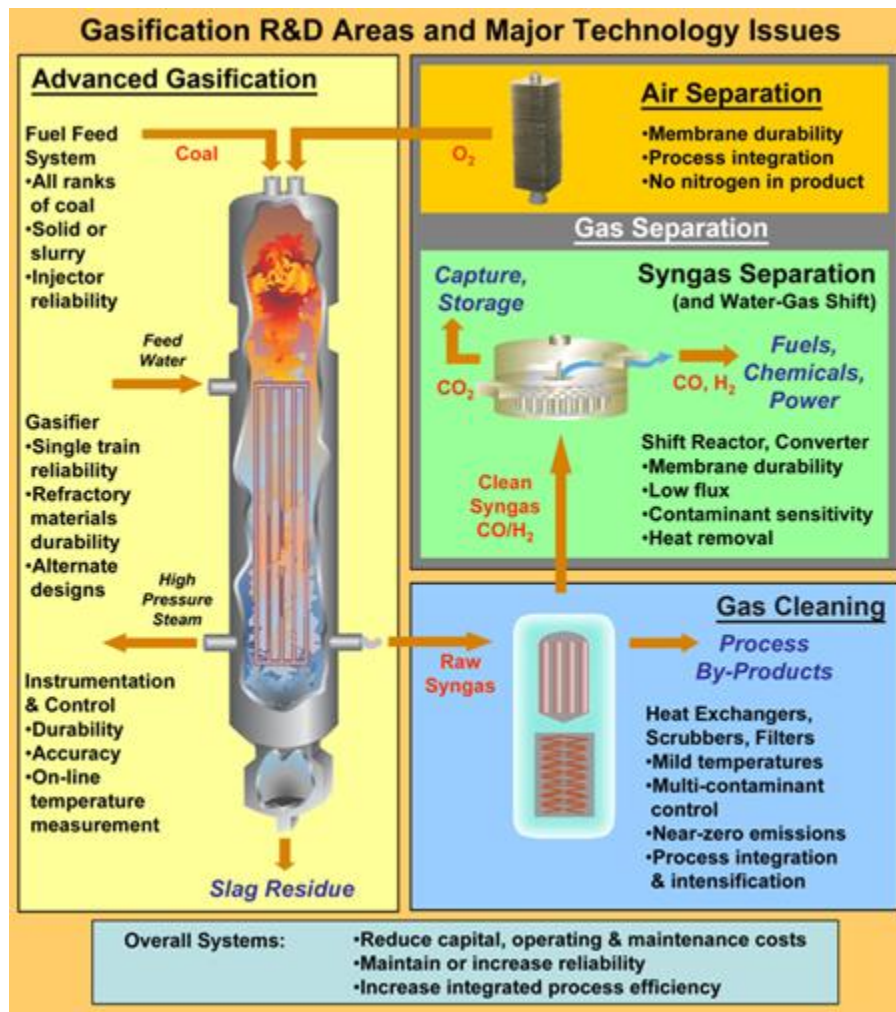 Gasification R&D Areas and Major Technology Issues
Advanced Gasification
Fuel Feed
System
•All ranks
of coal
•Solid or
slurry
•Injector
reliability
Coal
O₂
Feed
Water
Gasifier
•Single train
reliability
•Refractory
materials
durability
•Alternate
designs
High
Pressure
Steam
Instrumentation
& Control
•Durability
•Accuracy
•On-line
temperature
measurement
Slag Residue
Air Separation
•Membrane durability
•Process integration
•No nitrogen in product
Gas Separation
Syngas Separation
(and Water-Gas Shift)
Capture,
Storage
CO₂
CO, H₂
Fuels,
Chemicals,
Power
Clean
Syngas
CO/H₂
Shift Reactor, Converter
•Membrane durability
•Low flux
•Contaminant sensitivity
•Heat removal
Gas Cleaning
Raw
Syngas
Process
By-Products
Heat Exchangers,
Scrubbers, Filters
•Mild temperatures
•Multi-contaminant
control
•Near-zero emissions
•Process integration
& intensification
Overall Systems:
•Reduce capital, operating & maintenance costs
•Maintain or increase reliability
•Increase integrated process efficiency